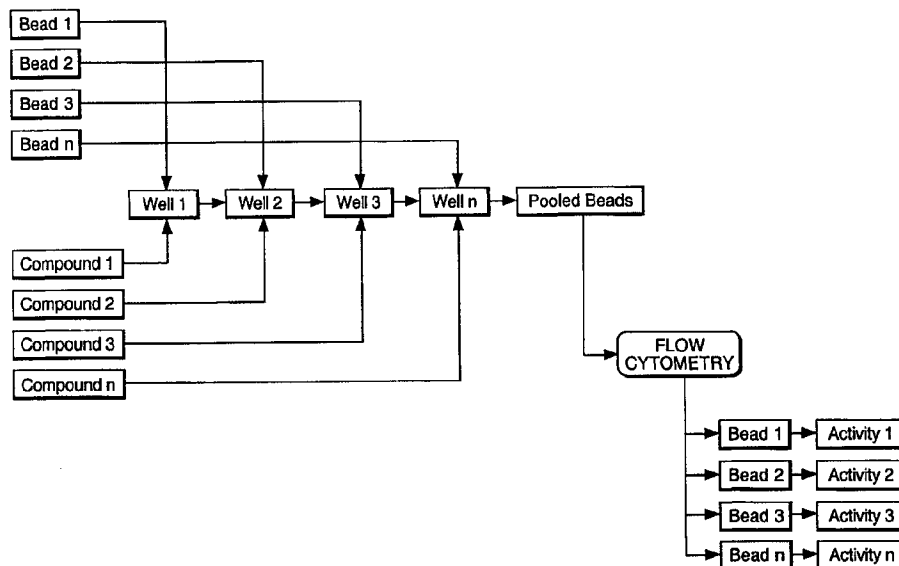 Bead 1
Bead 2
Bead 3
Bead n
Well 1
Well 2
Well 3
Well n
Pooled Beads
Compound 1
Compound 2
Compound 3
Compound n
FLOW
CYTOMETRY
Bead 1
Activity 1
Bead 2
Activity 2
Bead 3
Activity 3
Bead n
Activity n